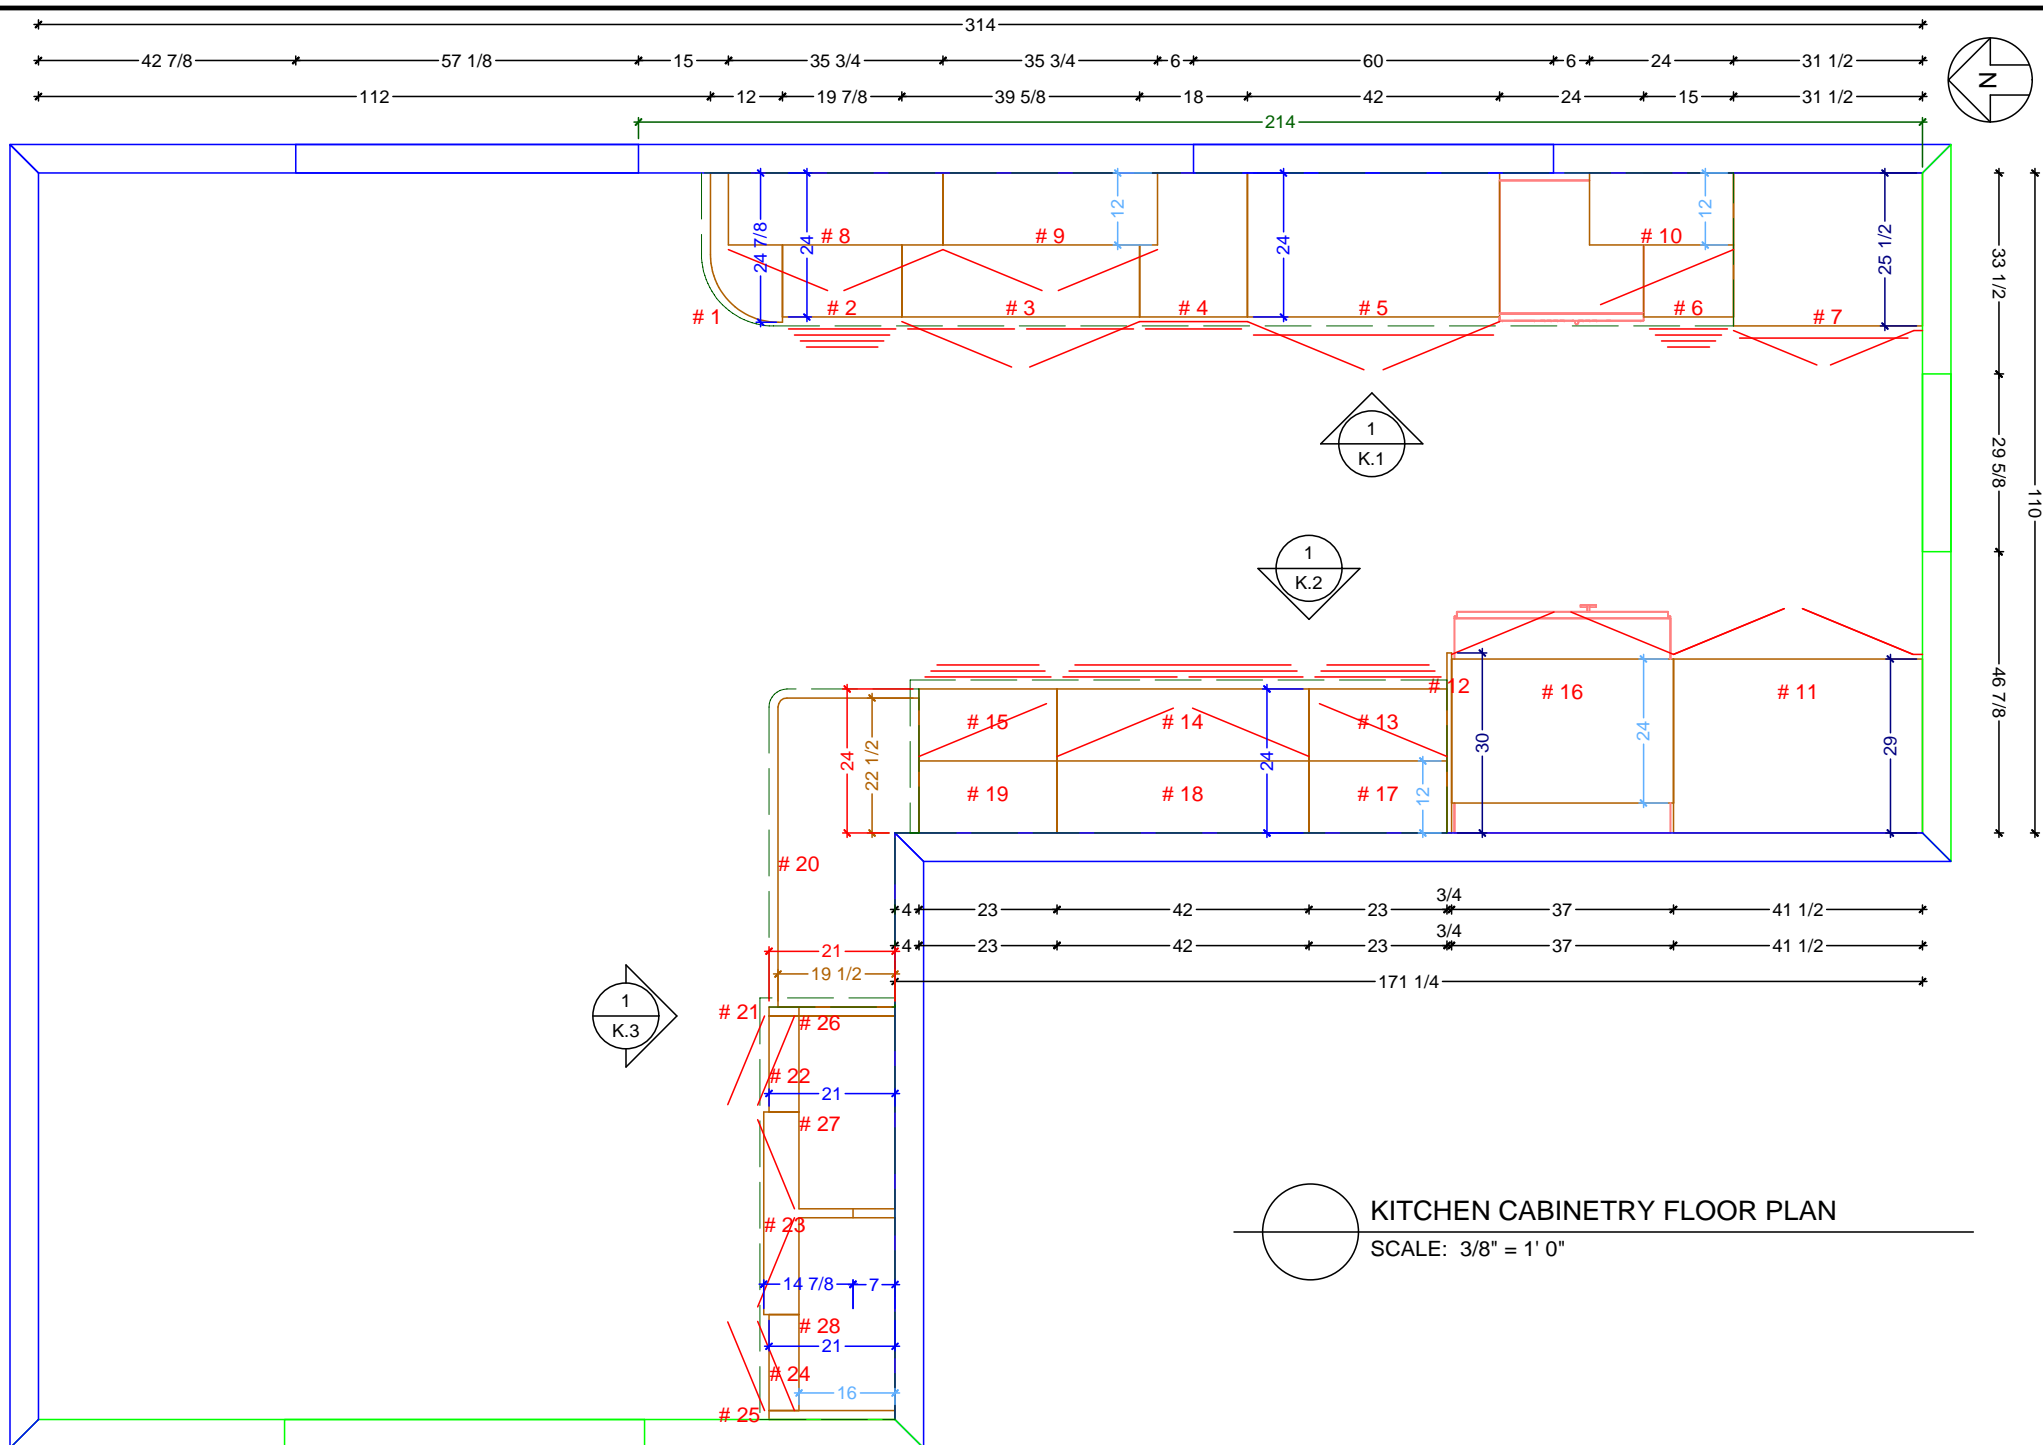 314
42 7/8 57 1/8 15 35 3/4 35 3/4 6 60 6 24 31 1/2
N
112 12 19 7/8 39 5/8 18 42 24 15 31 1/2
214
24 7/8 24 12 24 12 25 1/2
# 8 # 9 # 10
# 1 # 2 # 3 # 4 # 5 # 6 # 7
33 1/2
29 5/8
46 7/8
110
1
K.1
1
K.2
# 12 # 16 # 11
# 15 # 14 # 13
24 22 1/2 24 12 30 24 29
# 19 # 18 # 17
# 20
3/4
4 23 42 23 37 41 1/2
3/4
4 23 42 23 37 41 1/2
171 1/4
21
19 1/2
1
K.3
# 21 # 26
# 22
21
# 27
# 23
14 7/8 7
# 28
21
# 24
16
# 25
KITCHEN CABINETRY FLOOR PLAN
SCALE: 3/8" = 1' 0"